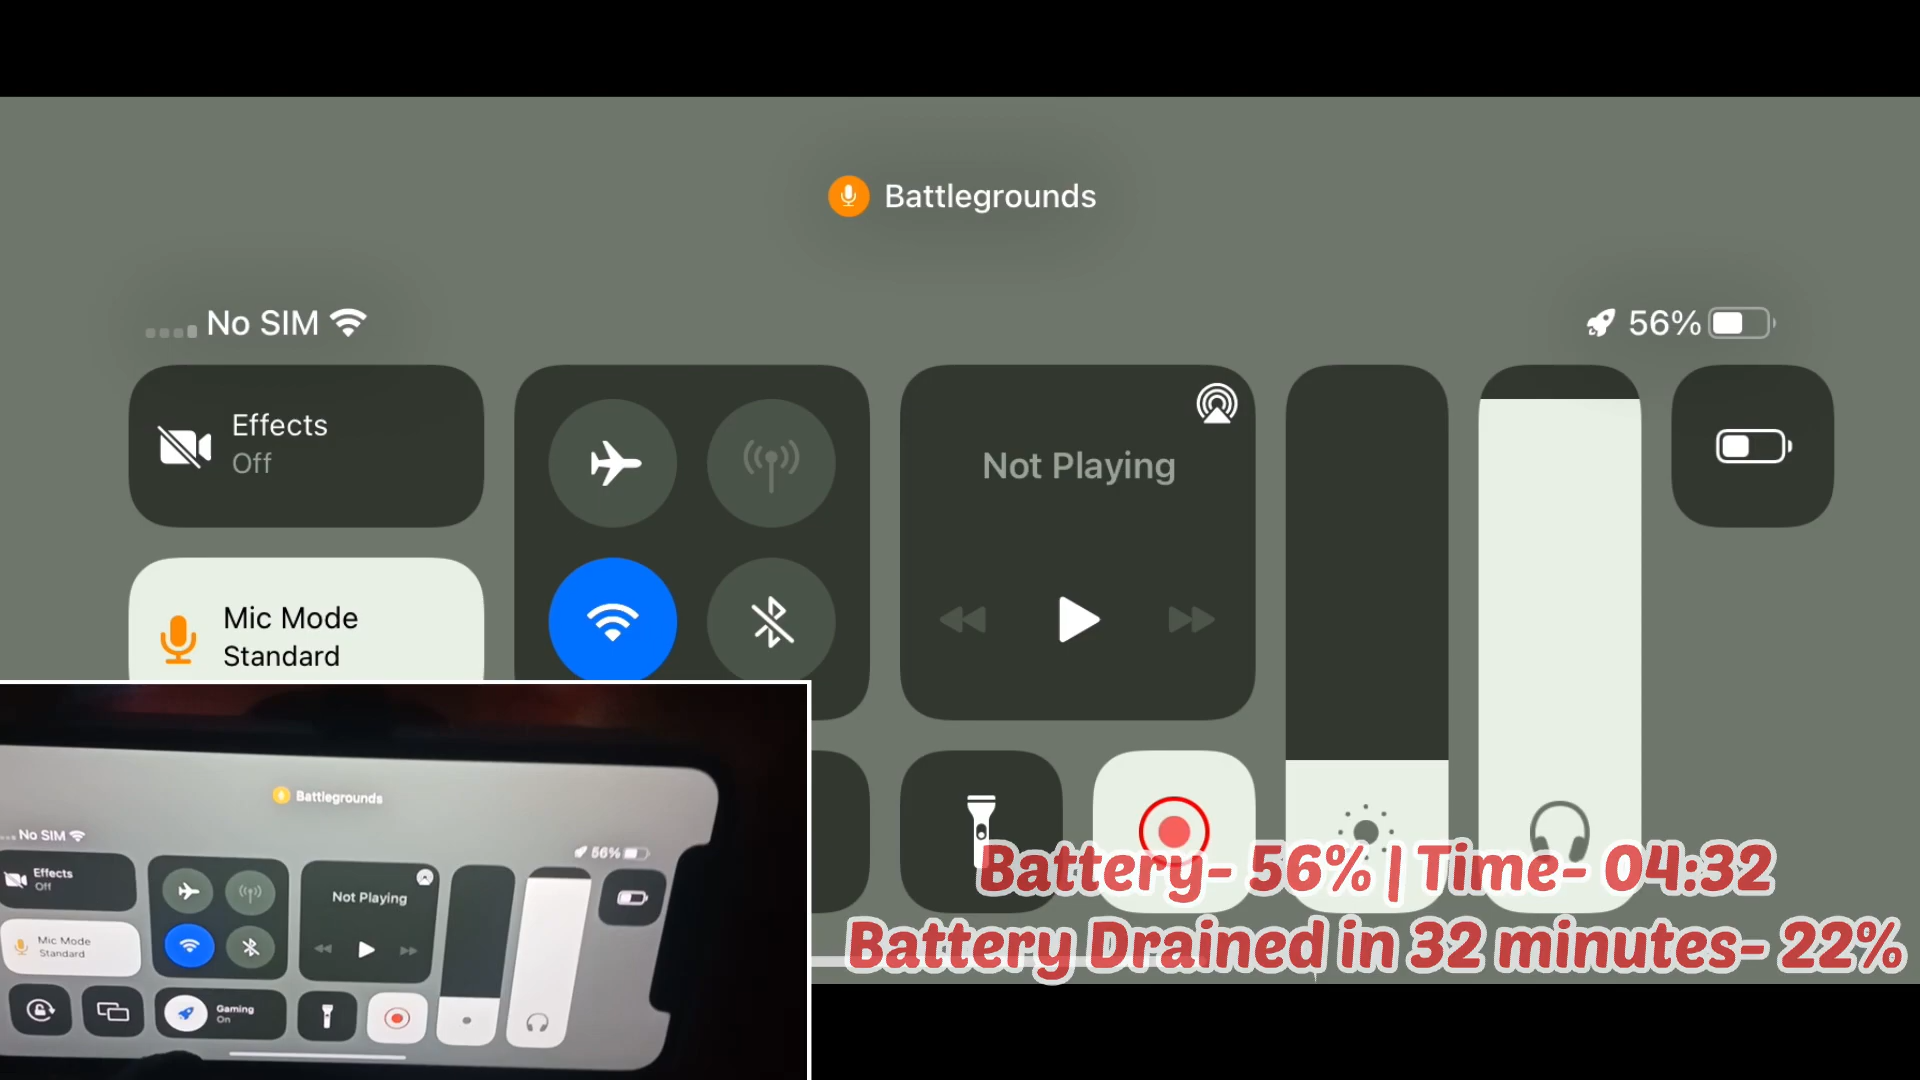 Battlegrounds
No SIM
56%
Effects
Off
Not Playing
Mic Mode
Standard
Battlegrounds
No SIM
56%
Effects
Off
Not Playing
Mic Mode
Standard
Gaming
On
Battery- 56% | Time- 04:32
Battery Drained in 32 minutes- 22%